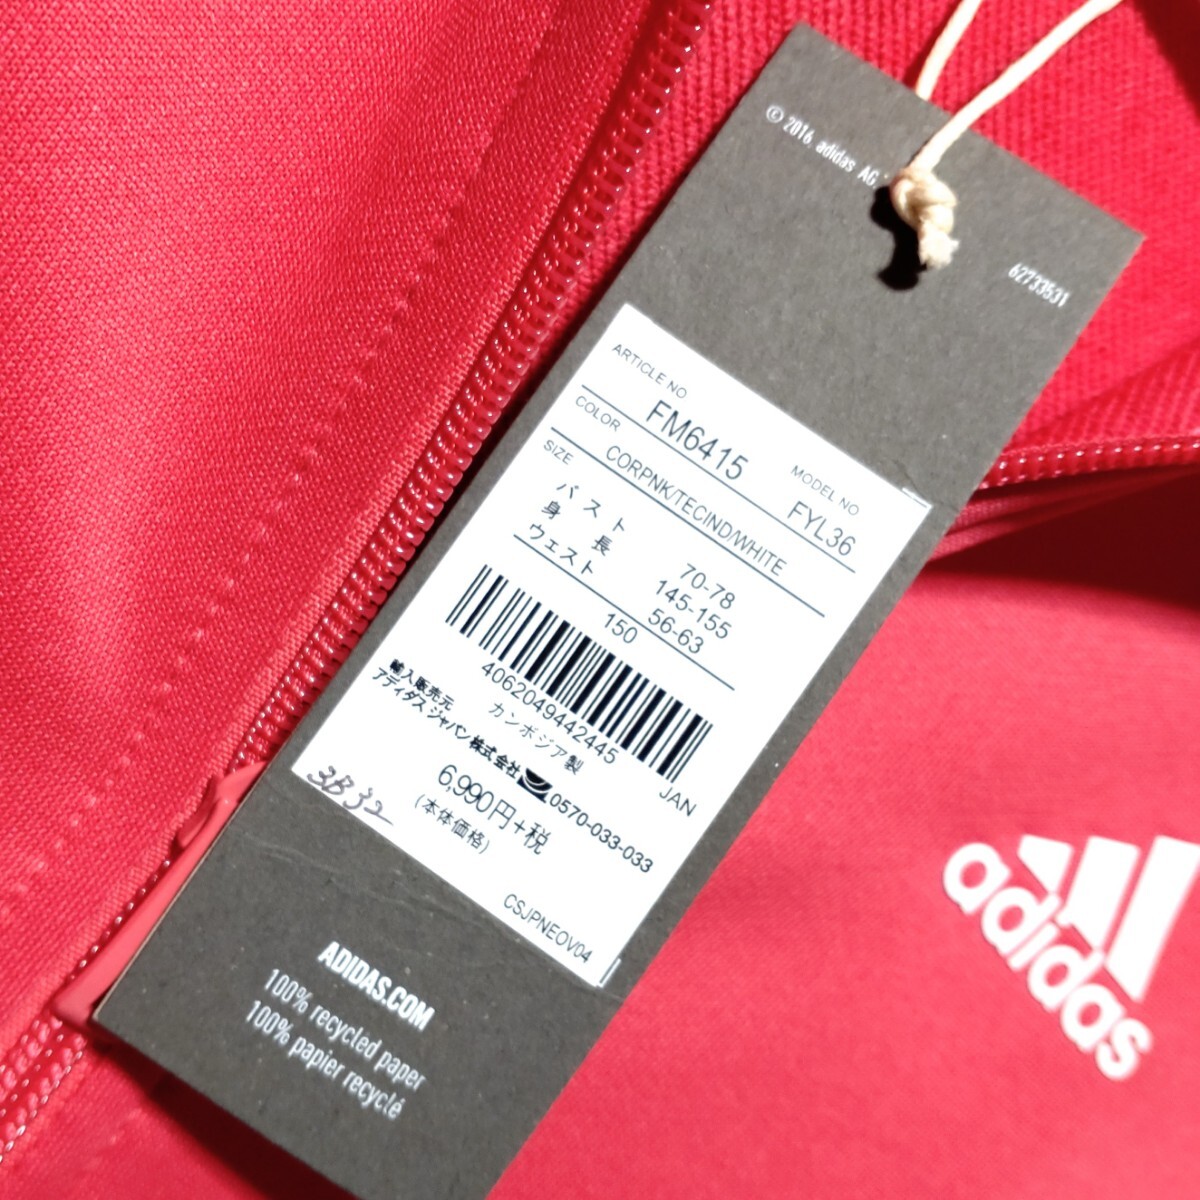 © 2016 adidas AG
62733531
ARTICLE NO
FM6415
MODEL NO
FYL36
COLOR
CORPNK/TECIND/WHITE
SIZE
バスト 70-78
身長 145-155
ウェスト 56-63
150
4062049442445
JAN
輸入販売元 カンボジア製
アディダス ジャパン株式会社 0570-033-033
6,990円+税
(本体価格)
3B32
CSJPNEOV04
ADIDAS.COM
100% recycled paper
100% papier recyclé
adidas